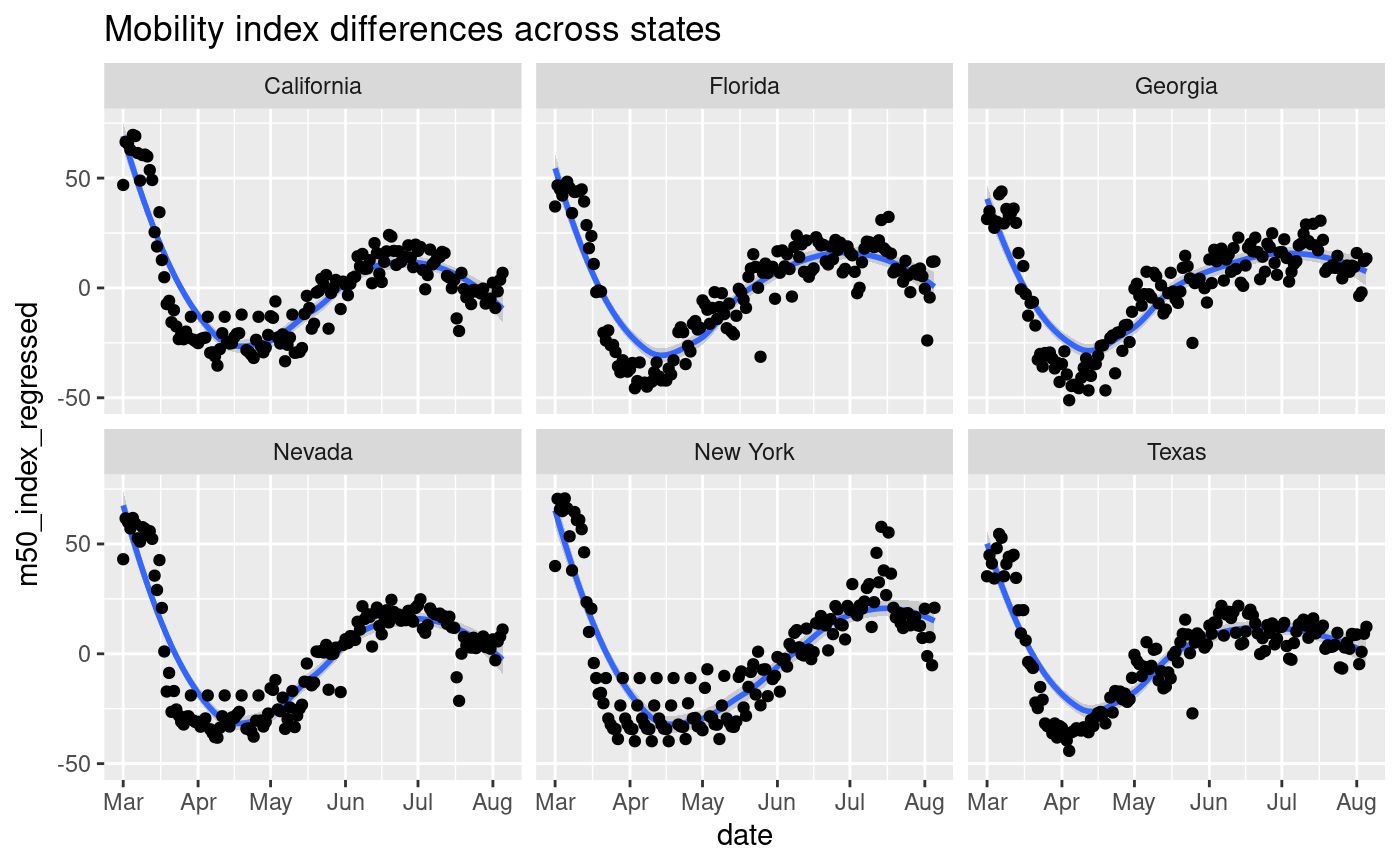 Mobility index differences across states
California Florida Georgia
50
0
-50
Nevada New York Texas
50
0
-50
m50_index_regressed
Mar Apr May Jun Jul Aug Mar Apr May Jun Jul Aug Mar Apr May Jun Jul Aug
date